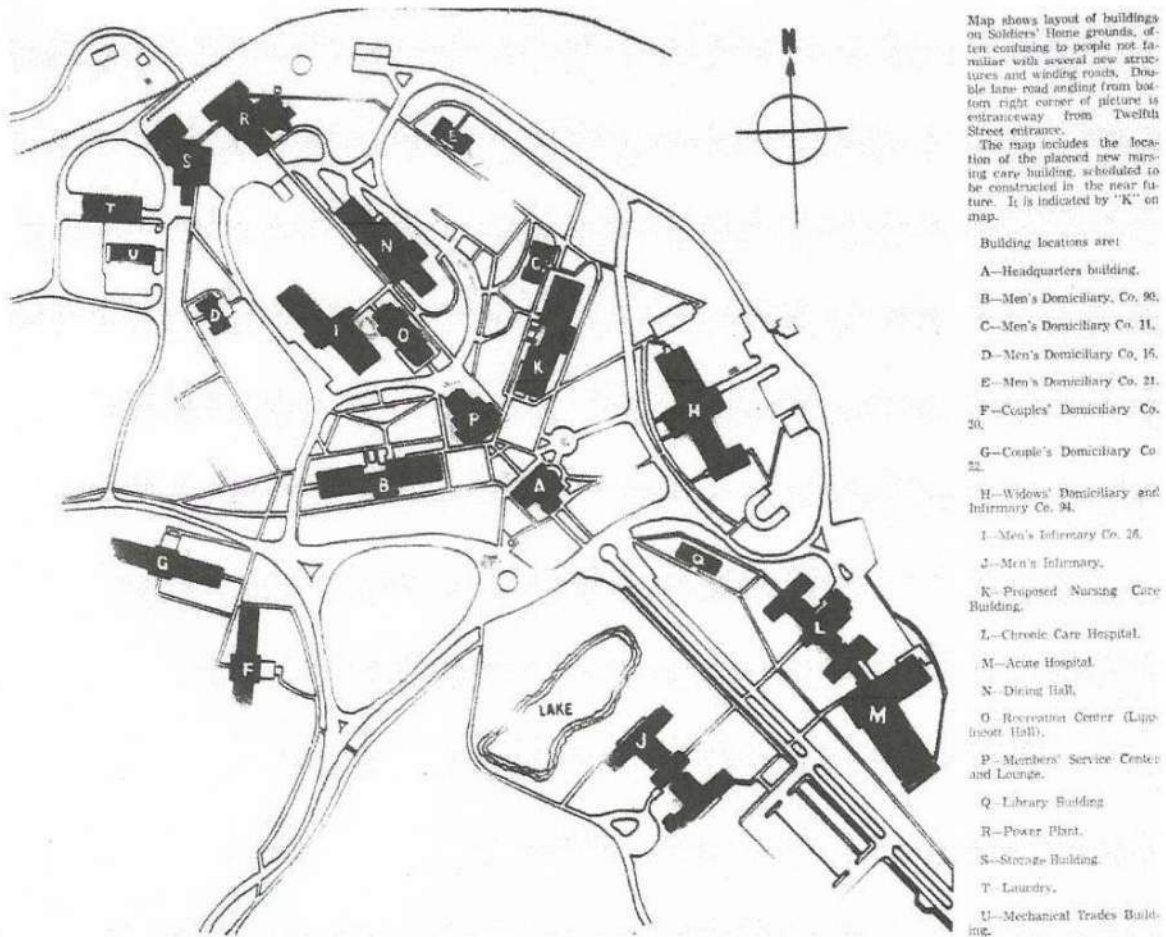 Map shows layout of buildings
on Soldiers' Home grounds, of-
ten confusing to people not fa-
miliar with several new struc-
tures and winding roads. Dou-
ble lane road angling from bot-
tom right corner of picture is
entranceway from Twelfth
Street entrance.
The map includes the loca-
tion of the planned new nurs-
ing care building, scheduled to
be constructed in the near fu-
ture. It is indicated by "K" on
map.
Building locations are:
A—Headquarters building.
B—Men's Domiciliary, Co. 90.
C—Men's Domiciliary Co. 11.
D—Men's Domiciliary Co, 16.
E—Men's Domiciliary Co. 21.
F—Couples' Domiciliary Co.
20.
G—Couple's Domiciliary Co
22.
H—Widows' Domiciliary and
Infirmary Co. 94.
I—Men's Infirmary Co. 26.
J—Men's Infirmary.
K—Proposed Nursing Care
Building.
L—Chronic Care Hospital.
M—Acute Hospital.
N—Dining Hall.
O—Recreation Center (Lipp-
incott Hall).
P—Members' Service Center
and Lounge.
Q—Library Building
R—Power Plant.
S—Storage Building.
T—Laundry.
U—Mechanical Trades Build-
ing.
N
R
E
S
T
N
C
U
D
I
O
K
H
P
B
A
G
Q
L
F
LAKE
M
J